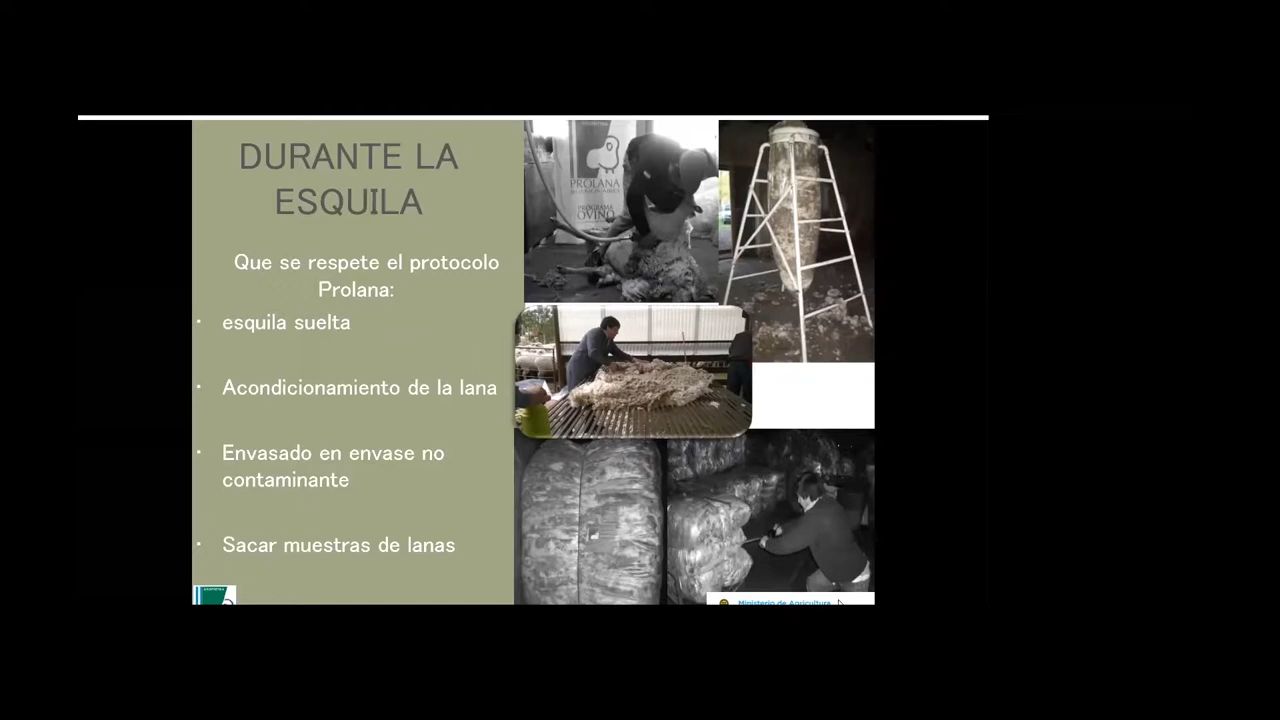 DURANTE LA
ESQUILA
Que se respete el protocolo
Prolana:
· esquila suelta
· Acondicionamiento de la lana
· Envasado en envase no
contaminante
· Sacar muestras de lanas
PROLANA
PROGRAMA
OVINO
Ministerio de Agricultura